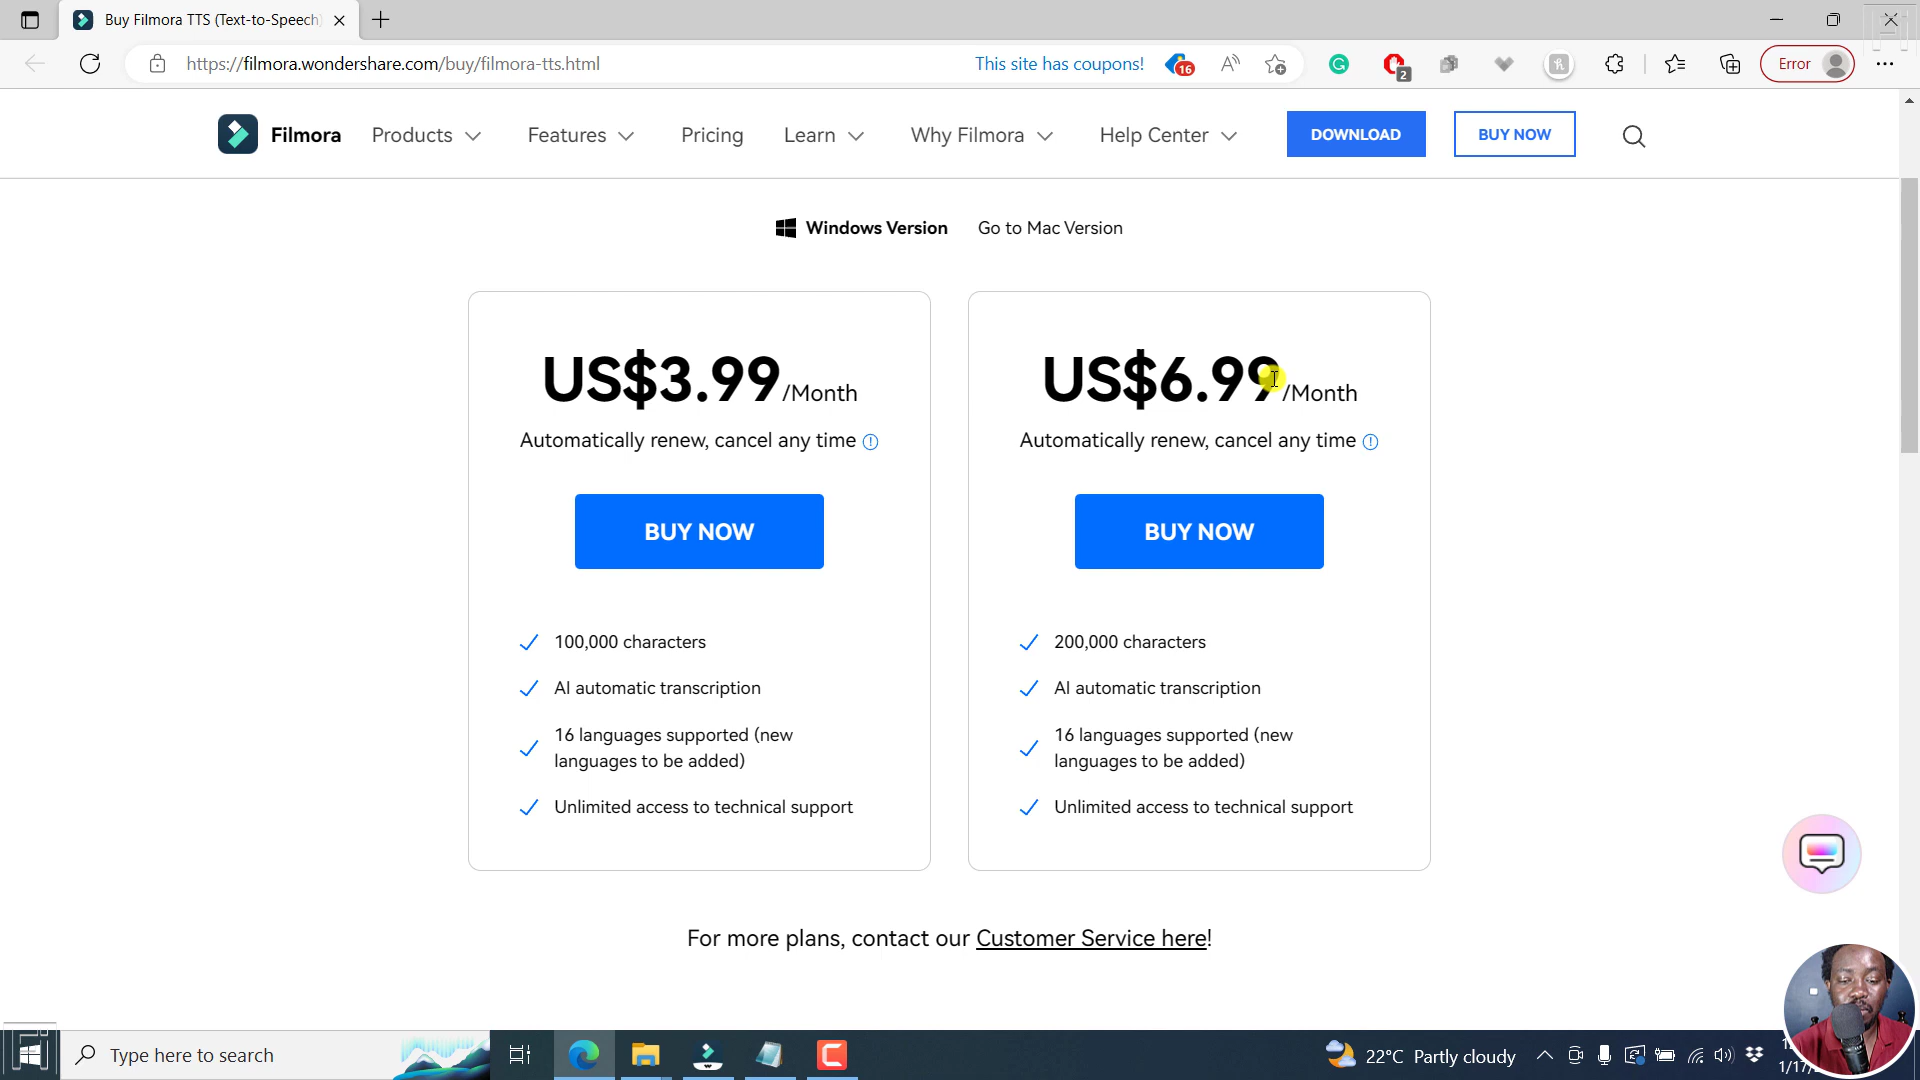 Buy Filmora TTS (Text-to-Speech)
https://filmora.wondershare.com/buy/filmora-tts.html
This site has coupons!
16
2
Error
Filmora
Products
Features
Pricing
Learn
Why Filmora
Help Center
DOWNLOAD
BUY NOW
Windows Version
Go to Mac Version
US$3.99/Month
Automatically renew, cancel any time
BUY NOW
100,000 characters
AI automatic transcription
16 languages supported (new
languages to be added)
Unlimited access to technical support
US$6.99/Month
Automatically renew, cancel any time
BUY NOW
200,000 characters
AI automatic transcription
16 languages supported (new
languages to be added)
Unlimited access to technical support
For more plans, contact our Customer Service here!
Type here to search
22°C Partly cloudy